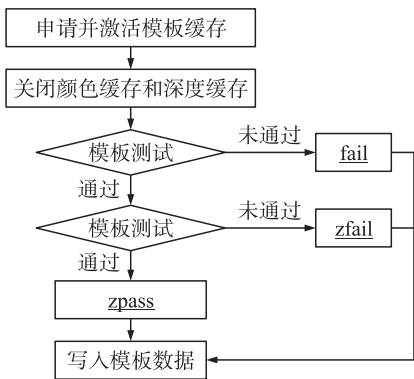 申请并激活模板缓存
关闭颜色缓存和深度缓存
模板测试
未通过
fail
通过
模板测试
未通过
zfail
通过
zpass
写入模板数据